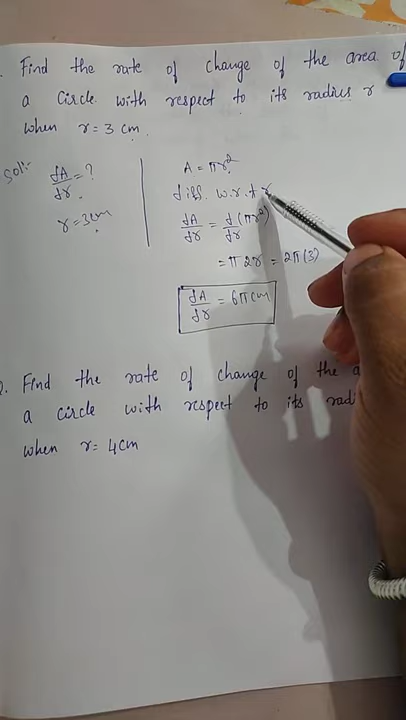 . Find the rate of change of the area of
a circle with respect to its radius r
when r = 3 cm.
Sol:-
dA/dr = ?
r = 3cm
A = πr².
diff. w.r.t r
dA/dr = d/dr (πr²)
= π 2r = 2π(3)
dA/dr = 6π cm
2. Find the rate of change of the
a circle with respect to its
when r = 4cm